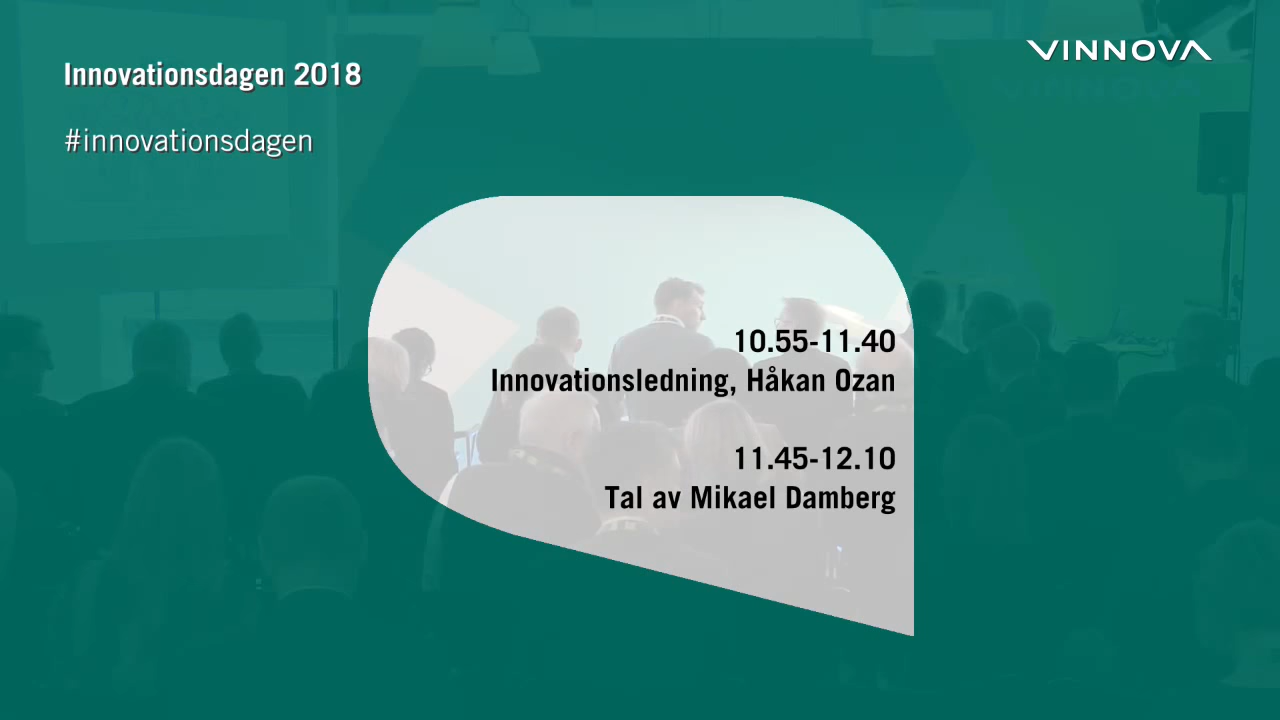 Innovationsdagen 2018
VINNOVA
#innovationsdagen
10.55-11.40
Innovationsledning, Håkan Ozan
11.45-12.10
Tal av Mikael Damberg